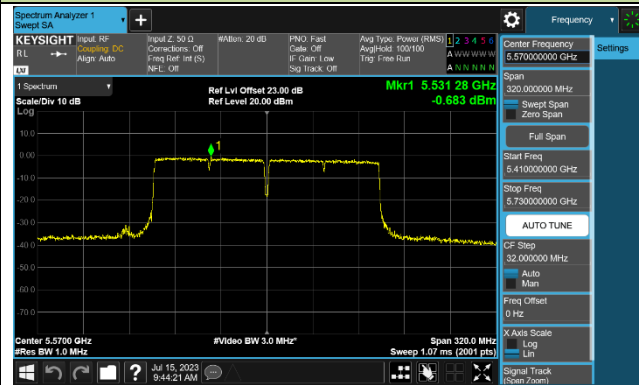 Spectrum Analyzer 1
Swept SA
Frequency
KEYSIGHT
RL
LXI
Input: RF
Coupling: DC
Align: Auto
Input Z: 50 Ω
Corrections: Off
Freq Ref: Int (S)
NFE: Off
#Atten: 20 dB
PNO: Fast
Gate: Off
IF Gain: Low
Sig Track: Off
Avg Type: Power (RMS)
Avg|Hold: 100/100
Trig: Free Run
1 2 3 4 5 6
A W W W W W
A N N N N N
1 Spectrum
Scale/Div 10 dB
Log
Ref Lvl Offset 23.00 dB
Ref Level 20.00 dBm
Mkr1 5.531 28 GHz
-0.683 dBm
1
10.0
0.00
-10.0
-20.0
-30.0
-40.0
-50.0
-60.0
-70.0
Center 5.5700 GHz
#Res BW 1.0 MHz
#Video BW 3.0 MHz*
Span 320.0 MHz
Sweep 1.07 ms (2001 pts)
Jul 15, 2023
9:44:21 AM
Center Frequency
5.570000000 GHz
Settings
Span
320.000000 MHz
Swept Span
Zero Span
Full Span
Start Freq
5.410000000 GHz
Stop Freq
5.730000000 GHz
AUTO TUNE
CF Step
32.000000 MHz
Auto
Man
Freq Offset
0 Hz
X Axis Scale
Log
Lin
Signal Track
(Span Zoom)